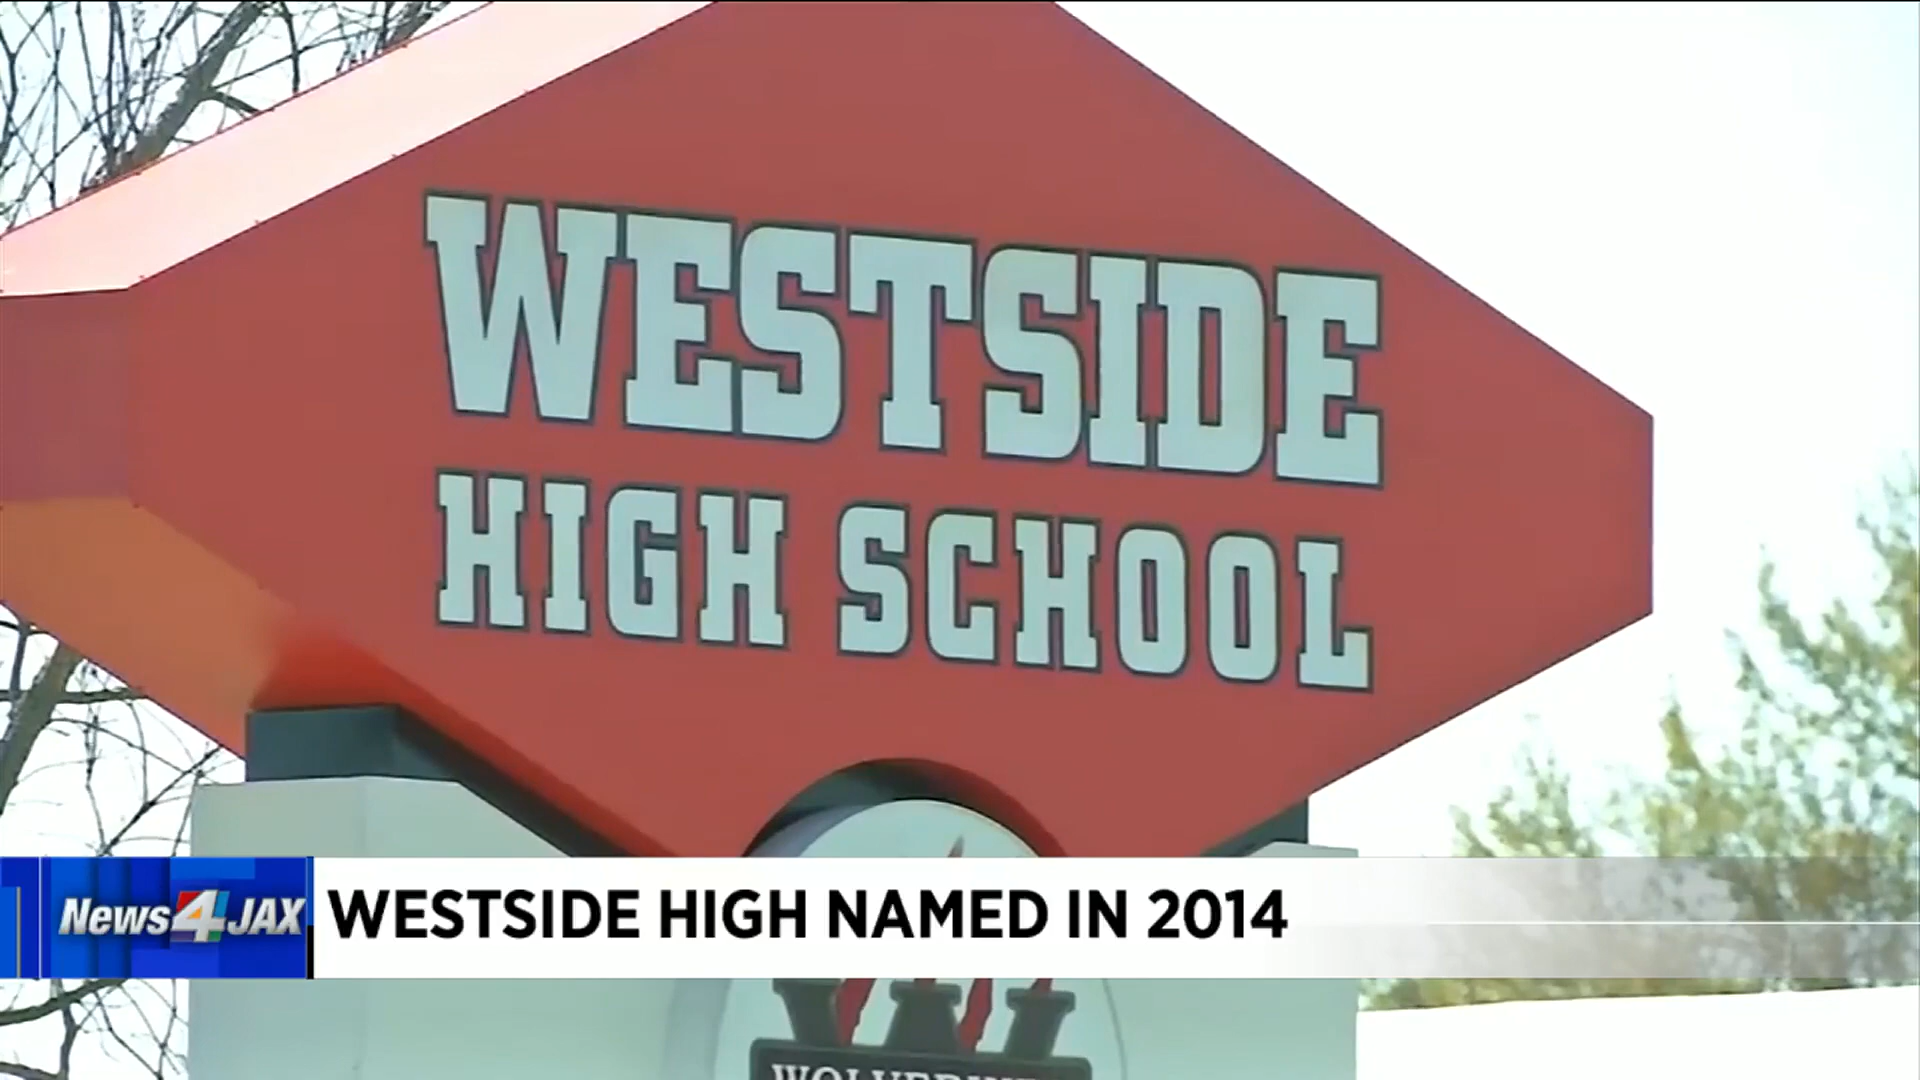 WESTSIDE
HIGH SCHOOL
News4JAX
WESTSIDE HIGH NAMED IN 2014
W